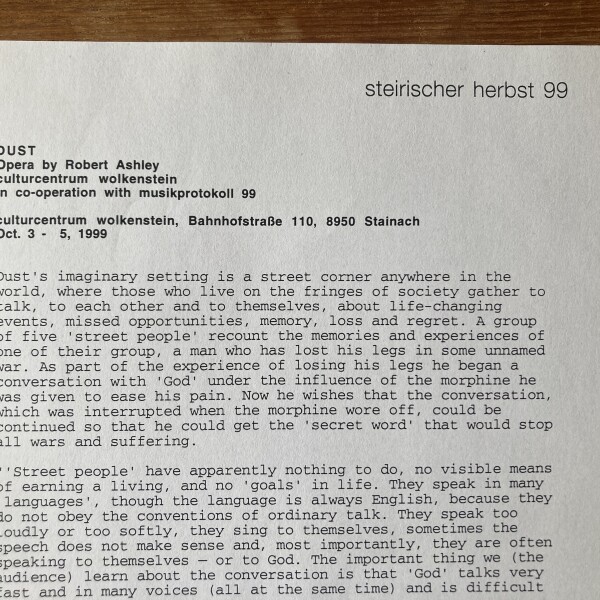 steirischer herbst 99
DUST
Opera by Robert Ashley
culturcentrum wolkenstein
in co-operation with musikprotokoll 99
culturcentrum wolkenstein, Bahnhofstraße 110, 8950 Stainach
Oct. 3 - 5, 1999
Dust's imaginary setting is a street corner anywhere in the
world, where those who live on the fringes of society gather to
talk, to each other and to themselves, about life-changing
events, missed opportunities, memory, loss and regret. A group
of five 'street people' recount the memories and experiences of
one of their group, a man who has lost his legs in some unnamed
war. As part of the experience of losing his legs he began a
conversation with 'God' under the influence of the morphine he
was given to ease his pain. Now he wishes that the conversation,
which was interrupted when the morphine wore off, could be
continued so that he could get the 'secret word' that would stop
all wars and suffering.
''Street people' have apparently nothing to do, no visible means
of earning a living, and no 'goals' in life. They speak in many
'languages', though the language is always English, because they
do not obey the conventions of ordinary talk. They speak too
loudly or too softly, they sing to themselves, sometimes the
speech does not make sense and, most importantly, they are often
speaking to themselves — or to God. The important thing we (the
audience) learn about the conversation is that 'God' talks very
fast and in many voices (all at the same time) and is difficult